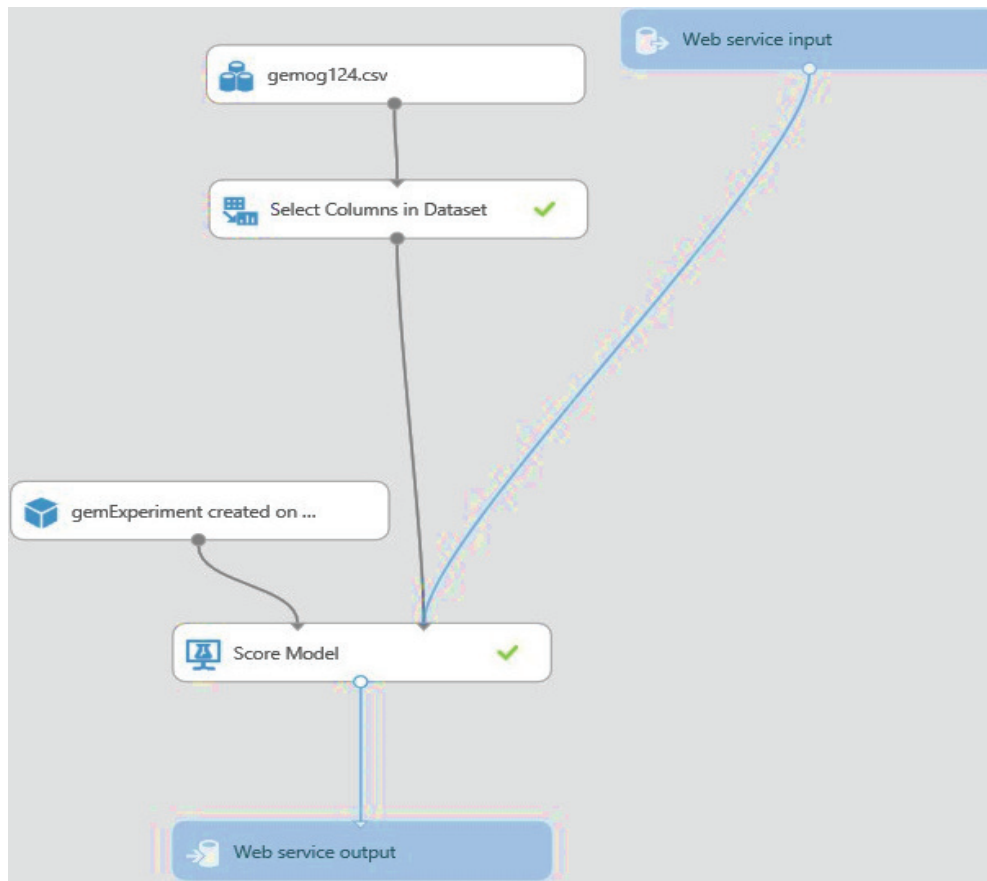 Web service input
gemog124.csv
Select Columns in Dataset
gemExperiment created on ...
Score Model
Web service output